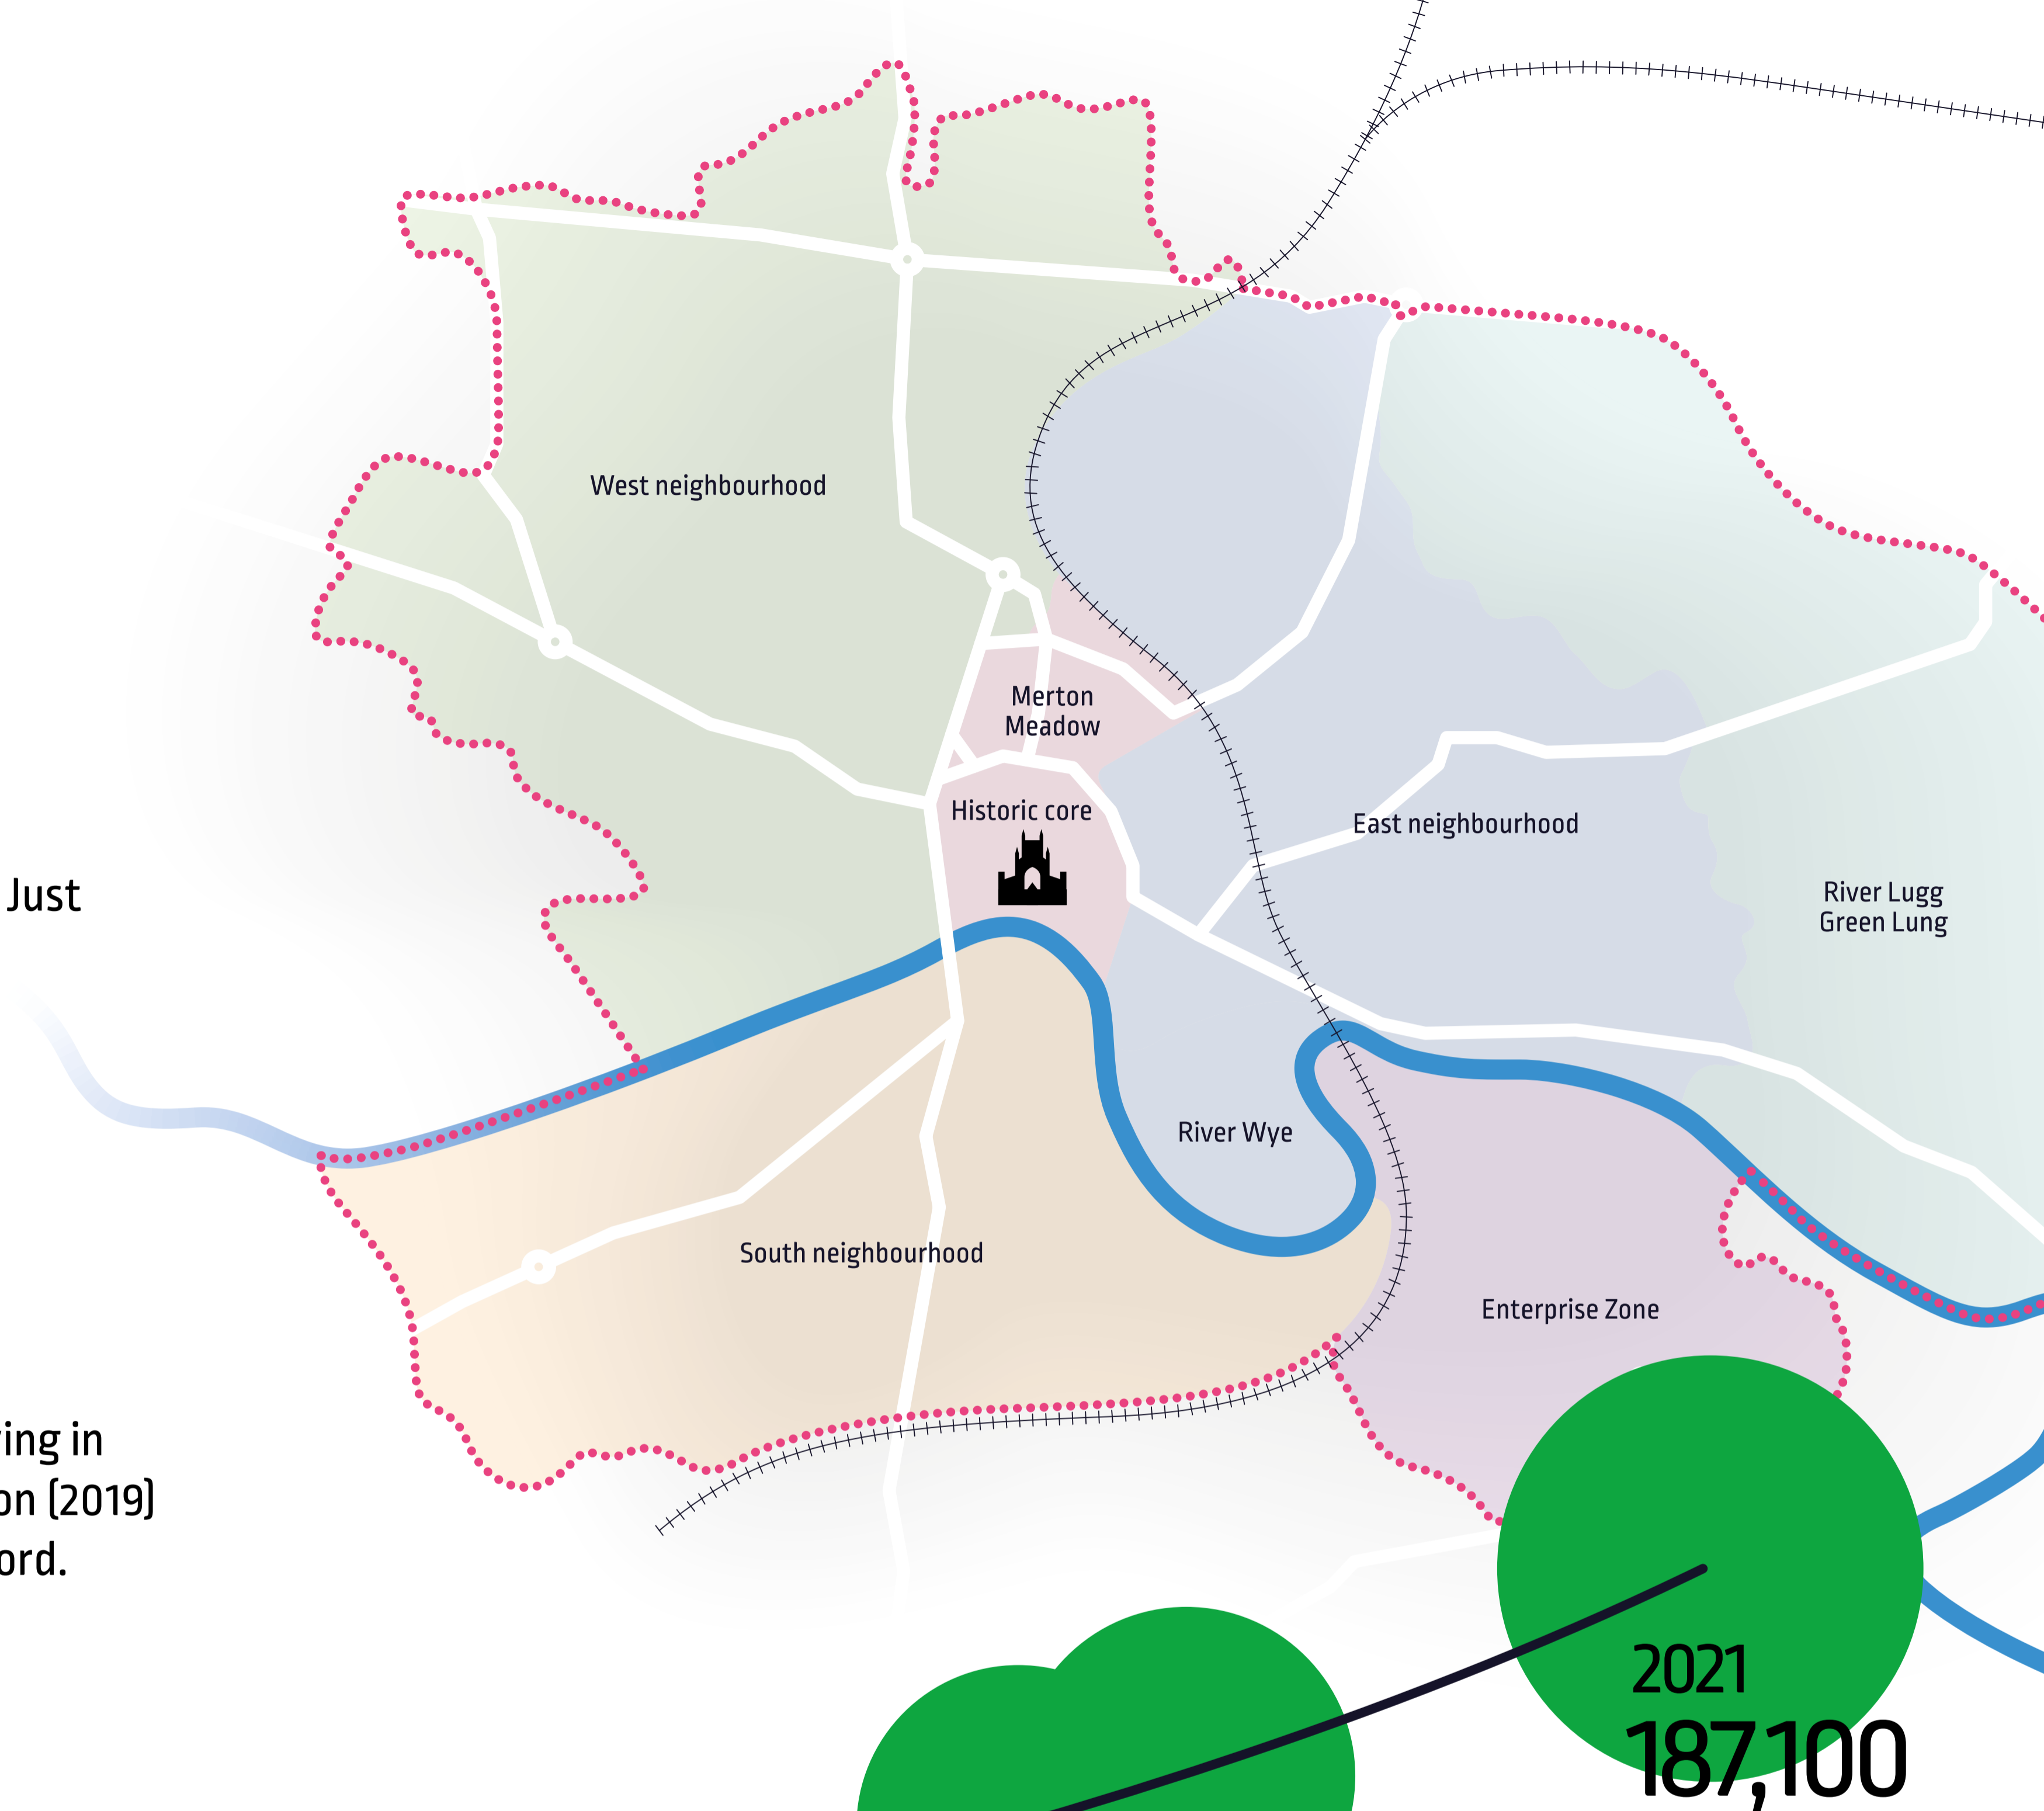 West neighbourhood
Merton
Meadow
Historic core
East neighbourhood
Just
River Lugg
Green Lung
River Wye
South neighbourhood
Enterprise Zone
ing in
on (2019)
ord.
2021
187,100